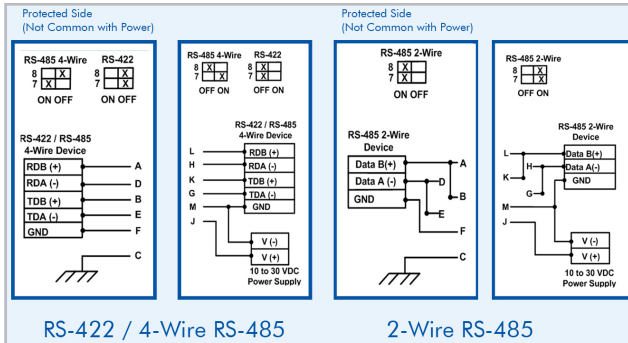 Protected Side
(Not Common with Power)
RS-485 4-Wire RS-422
8 X 8 X
7 X 7 X
ON OFF ON OFF
RS-422 / RS-485
4-Wire Device
RDB (+) A
RDA (-) D
TDB (+) B
TDA (-) E
GND F
C
RS-485 4-Wire RS-422
8 X 8 X
7 X 7 X
OFF ON OFF ON
RS-422 / RS-485
4-Wire Device
L RDB (+)
H RDA (-)
K TDB (+)
G TDA (-)
M GND
J
V (-)
V (+)
10 to 30 VDC
Power Supply
RS-422 / 4-Wire RS-485
Protected Side
(Not Common with Power)
RS-485 2-Wire
8 X
7 X
ON OFF
RS-485 2-Wire
Device
Data B(+) A
Data A (-) D
B
GND
E
F
C
RS-485 2-Wire
8 X
7 X
OFF ON
RS-485 2-Wire
Device
L Data B(+)
H Data A(-)
K GND
G
M
J
V (-)
V (+)
10 to 30 VDC
Power Supply
2-Wire RS-485